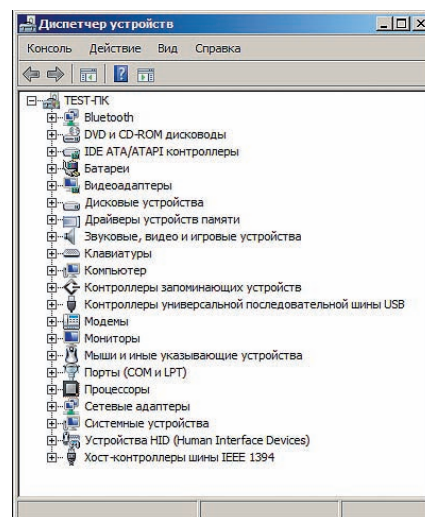 Диспетчер устройств
Консоль Действие Вид Справка
TEST-ПК
Bluetooth
DVD и CD-ROM дисководы
IDE ATA/ATAPI контроллеры
Батареи
Видеоадаптеры
Дисковые устройства
Драйверы устройств памяти
Звуковые, видео и игровые устройства
Клавиатуры
Компьютер
Контроллеры запоминающих устройств
Контроллеры универсальной последовательной шины USB
Модемы
Мониторы
Мыши и иные указывающие устройства
Порты (COM и LPT)
Процессоры
Сетевые адаптеры
Системные устройства
Устройства HID (Human Interface Devices)
Хост-контроллеры шины IEEE 1394